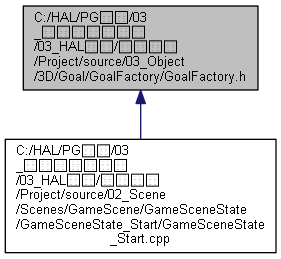 C:/HAL/PG□□/03
_□□□□□□□
/03_HAL□□/□□□□
/Project/source/03_Object
/3D/Goal/GoalFactory/GoalFactory.h
C:/HAL/PG□□/03
_□□□□□□□
/03_HAL□□/□□□□
/Project/source/02_Scene
/Scenes/GameScene/GameSceneState
/GameSceneState_Start/GameSceneState
_Start.cpp